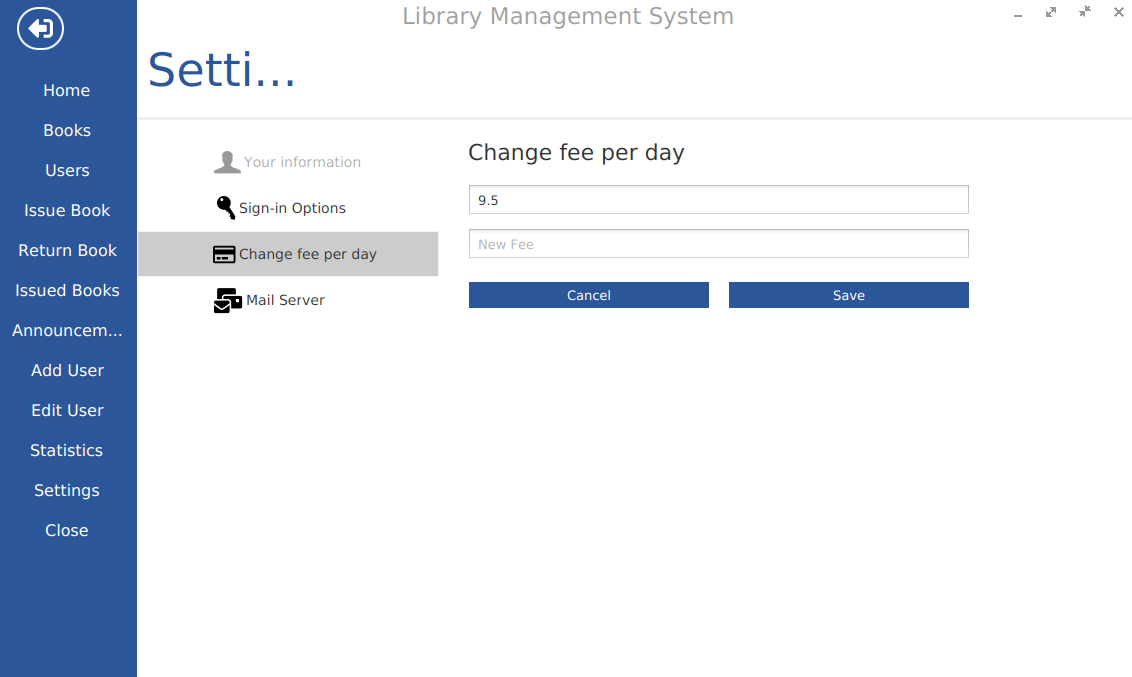 Library Management System
Setti...
Home
Books
Users
Issue Book
Return Book
Issued Books
Announcem...
Add User
Edit User
Statistics
Settings
Close
Your information
Sign-in Options
Change fee per day
Mail Server
Change fee per day
9.5
New Fee
Cancel
Save